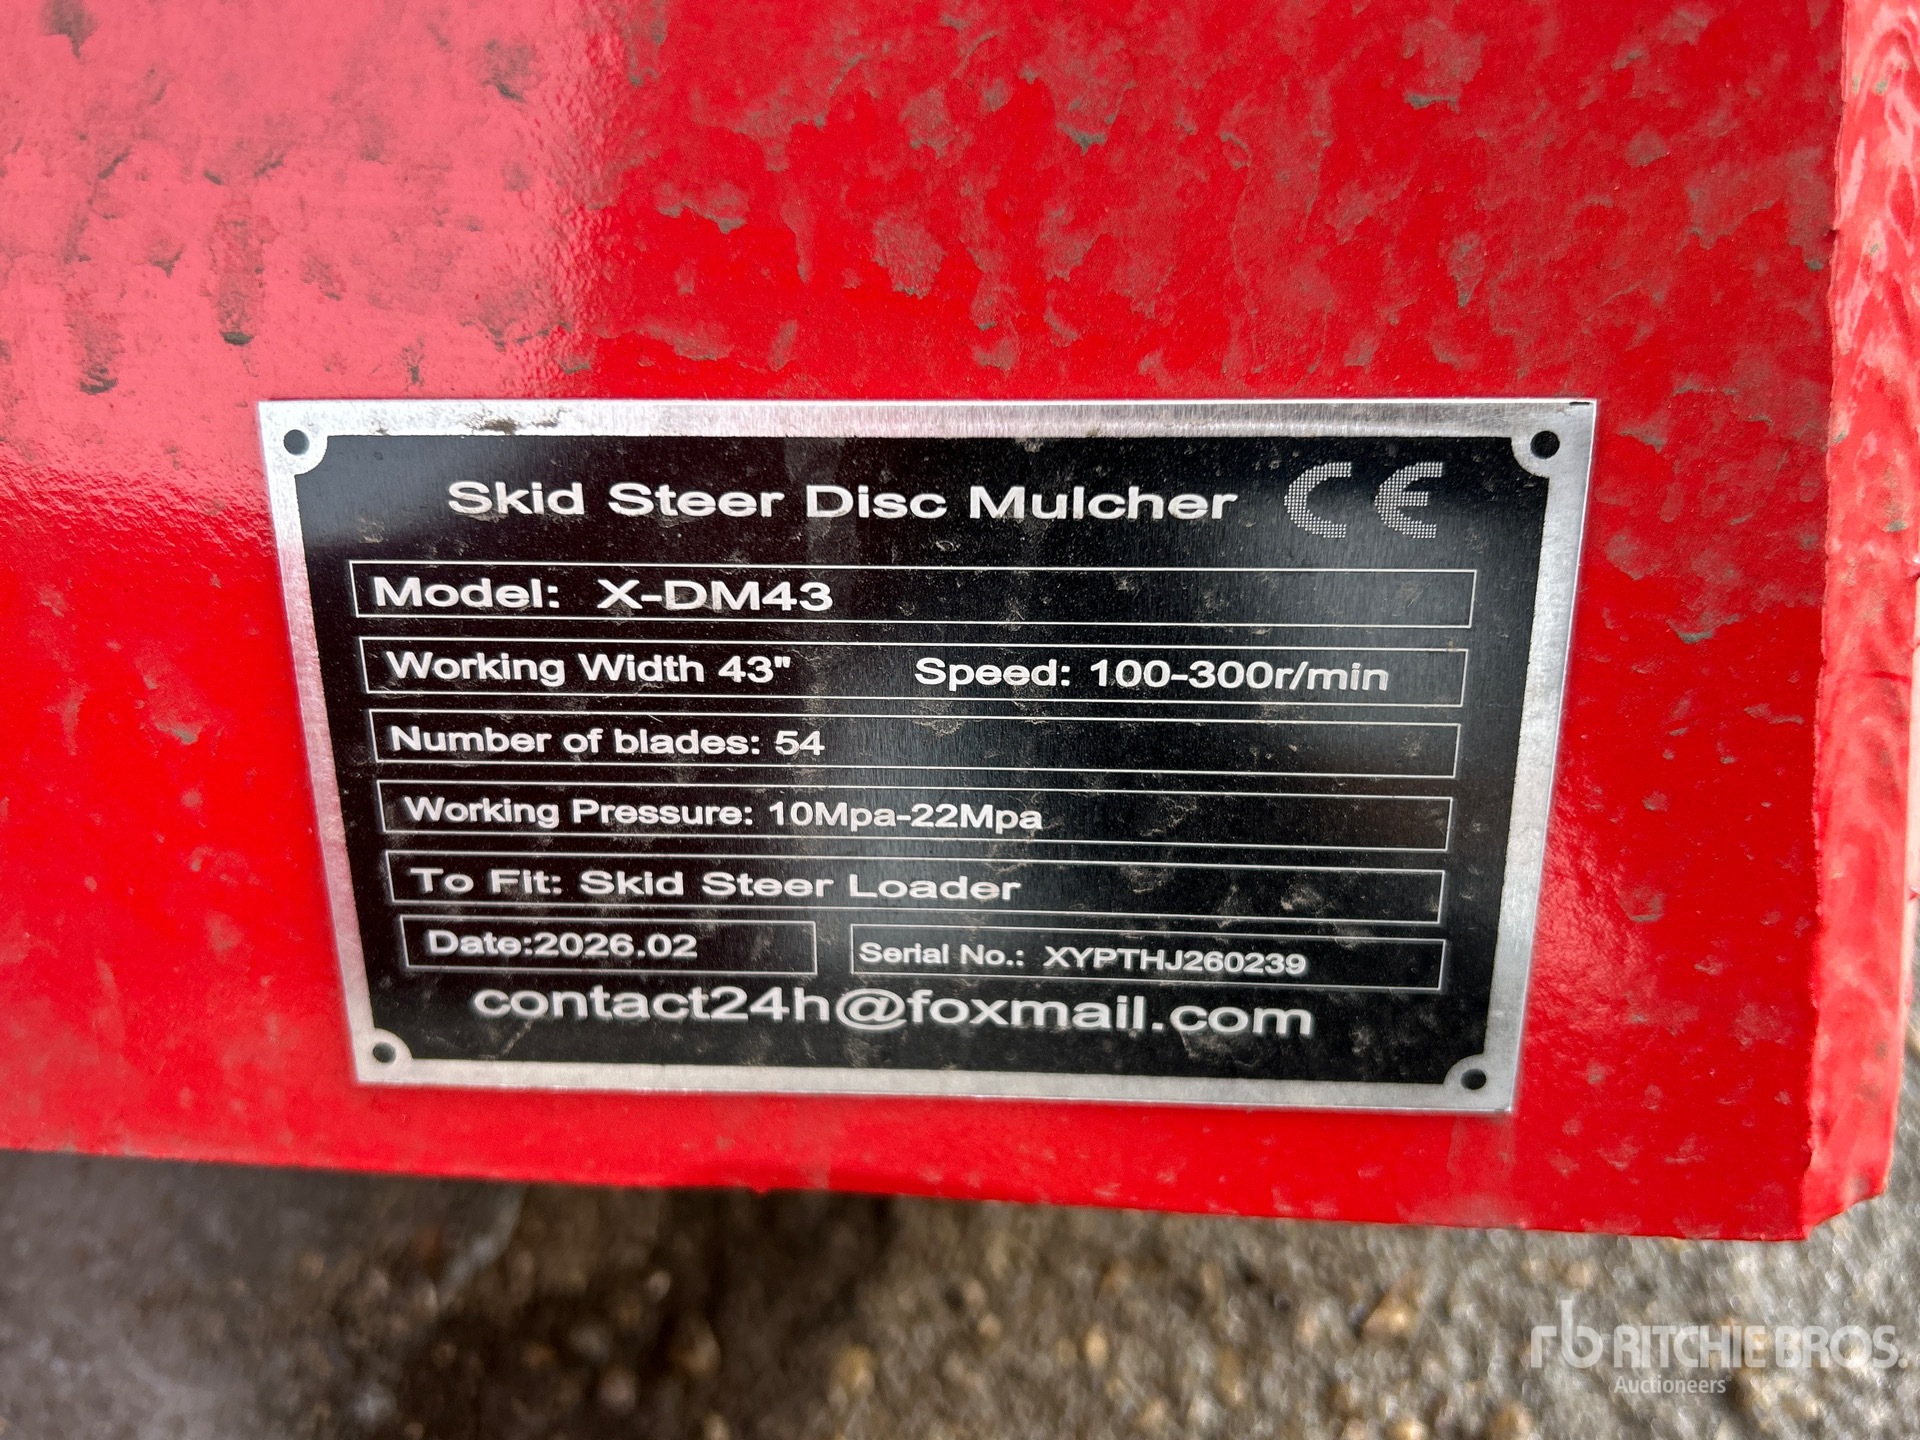 Skid Steer Disc Mulcher CE
Model: X-DM43
Working Width 43" Speed: 100-300r/min
Number of blades: 54
Working Pressure: 10Mpa-22Mpa
To Fit: Skid Steer Loader
Date:2026.02 Serial No.: XYPTHJ260239
contact24h@foxmail.com
rb RITCHIE BROS.
Auctioneers